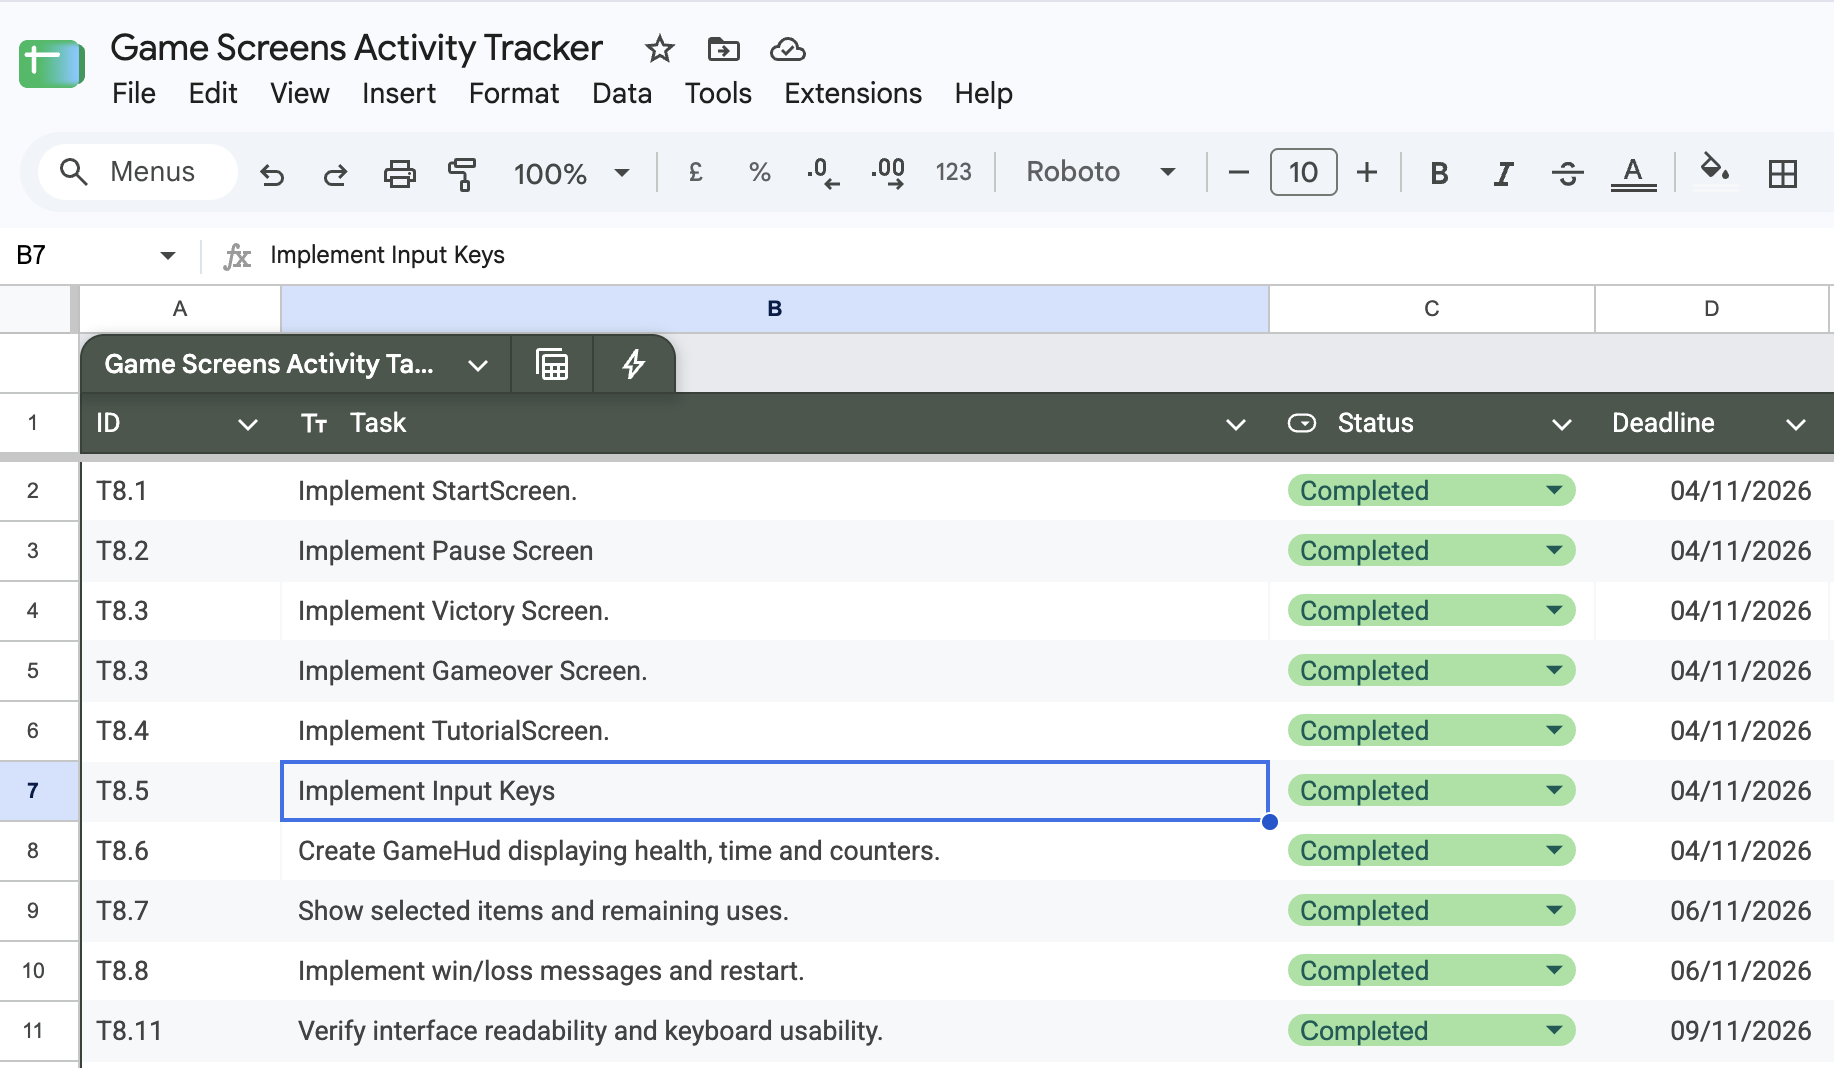 Game Screens Activity Tracker
File Edit View Insert Format Data Tools Extensions Help
Menus 100% £ % .0 .00 123 Roboto 10 B I S A
B7 fx Implement Input Keys
A B C D
Game Screens Activity Ta...
1 ID Tт Task Status Deadline
2 T8.1 Implement StartScreen. Completed 04/11/2026
3 T8.2 Implement Pause Screen Completed 04/11/2026
4 T8.3 Implement Victory Screen. Completed 04/11/2026
5 T8.3 Implement Gameover Screen. Completed 04/11/2026
6 T8.4 Implement TutorialScreen. Completed 04/11/2026
7 T8.5 Implement Input Keys Completed 04/11/2026
8 T8.6 Create GameHud displaying health, time and counters. Completed 04/11/2026
9 T8.7 Show selected items and remaining uses. Completed 06/11/2026
10 T8.8 Implement win/loss messages and restart. Completed 06/11/2026
11 T8.11 Verify interface readability and keyboard usability. Completed 09/11/2026